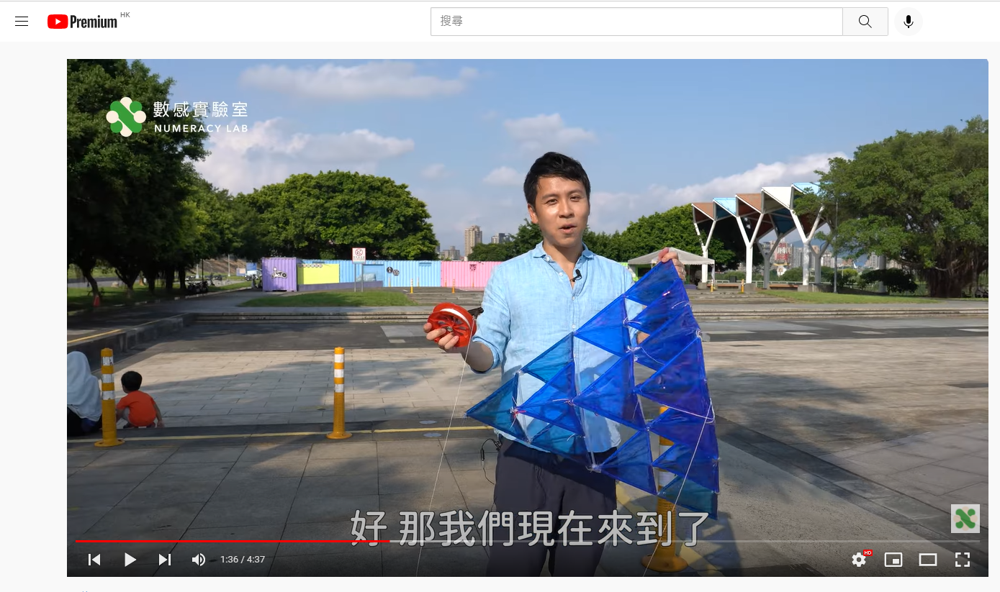 Premium HK
搜尋
數感實驗室
NUMERACY LAB
好 那我們現在來到了
1:36 / 4:37
HD